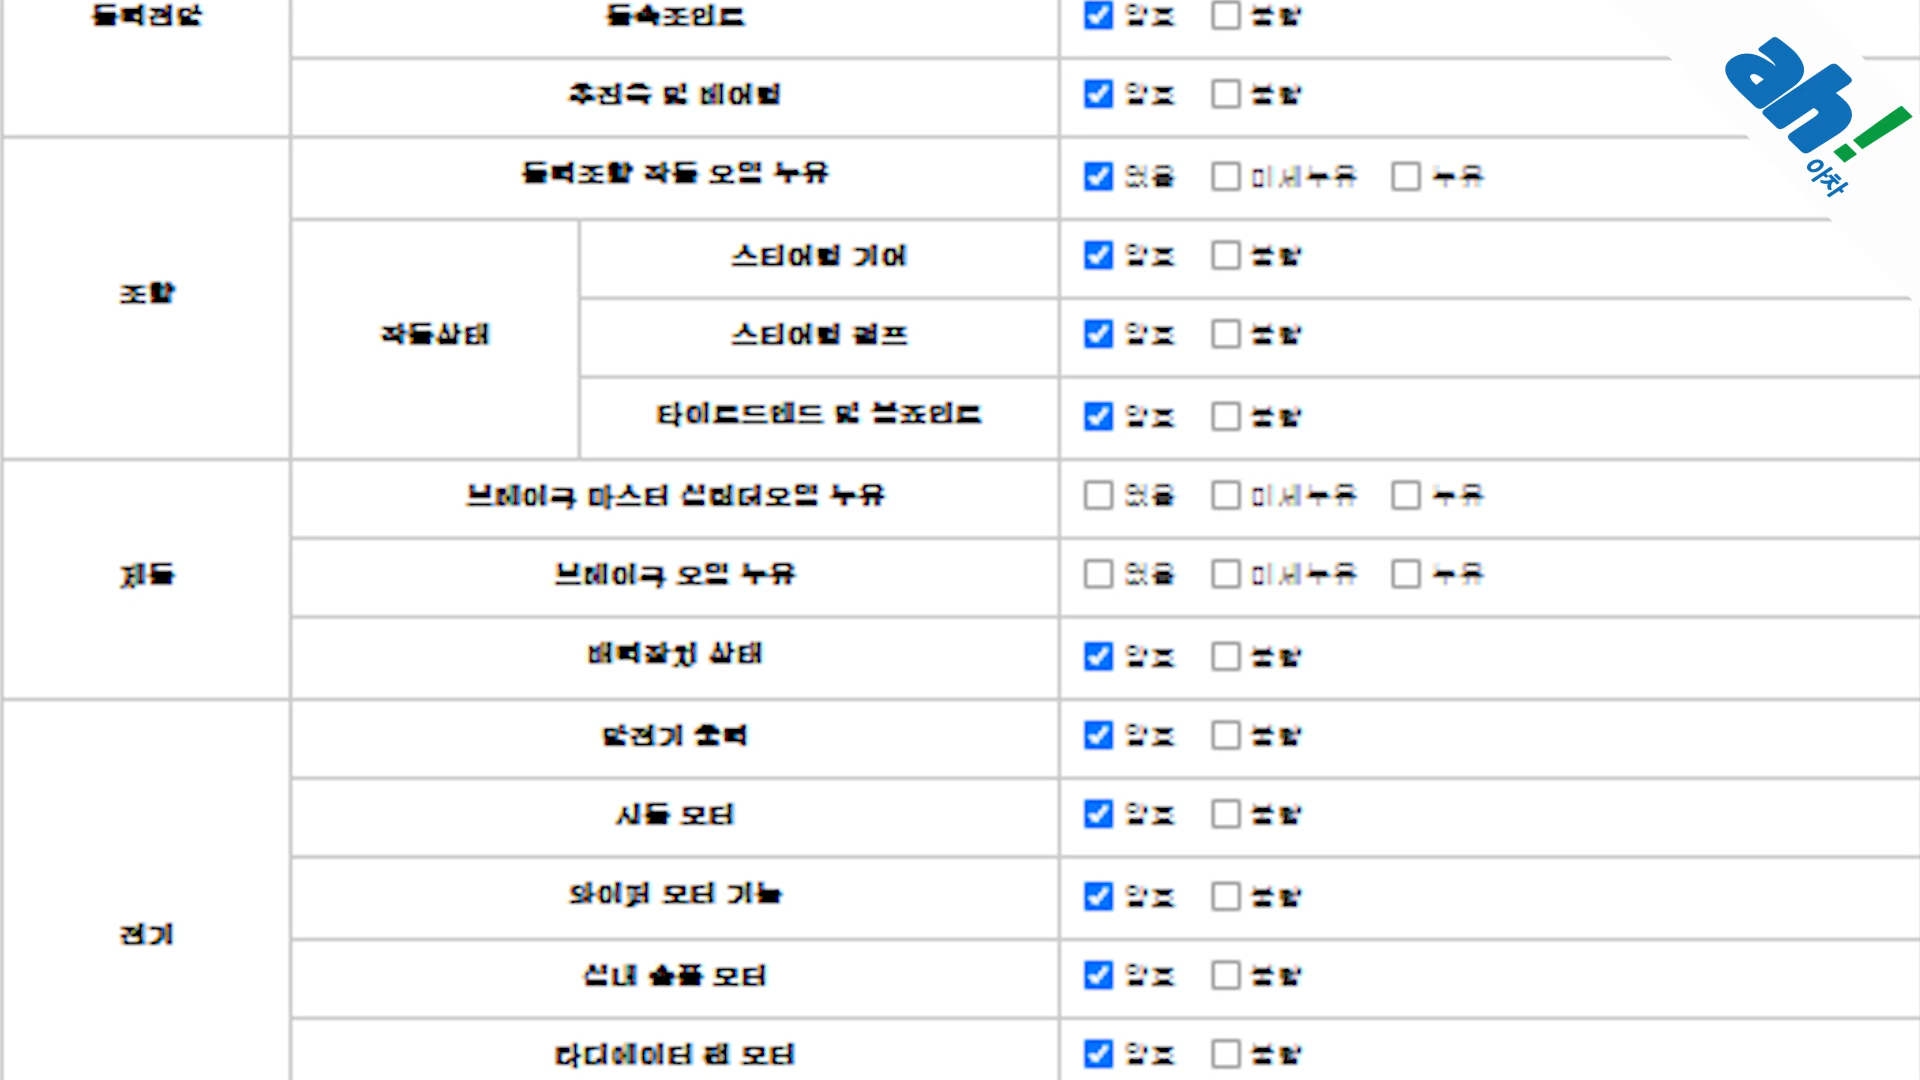 동력전달
등속조인트
양호 불량
추진축 및 베어링
양호 불량
조향
동력조향 작동 오일 누유
없음 미세누유 누유
작동상태
스티어링 기어
양호 불량
스티어링 펌프
양호 불량
타이로드엔드 및 볼죠인트
양호 불량
제동
브레이크 마스터 실린더오일 누유
없음 미세누유 누유
브레이크 오일 누유
없음 미세누유 누유
배력장치 상태
양호 불량
전기
발전기 출력
양호 불량
시동 모터
양호 불량
와이퍼 모터 기능
양호 불량
실내 송풍 모터
양호 불량
라디에이터 팬 모터
양호 불량
ah!
아차